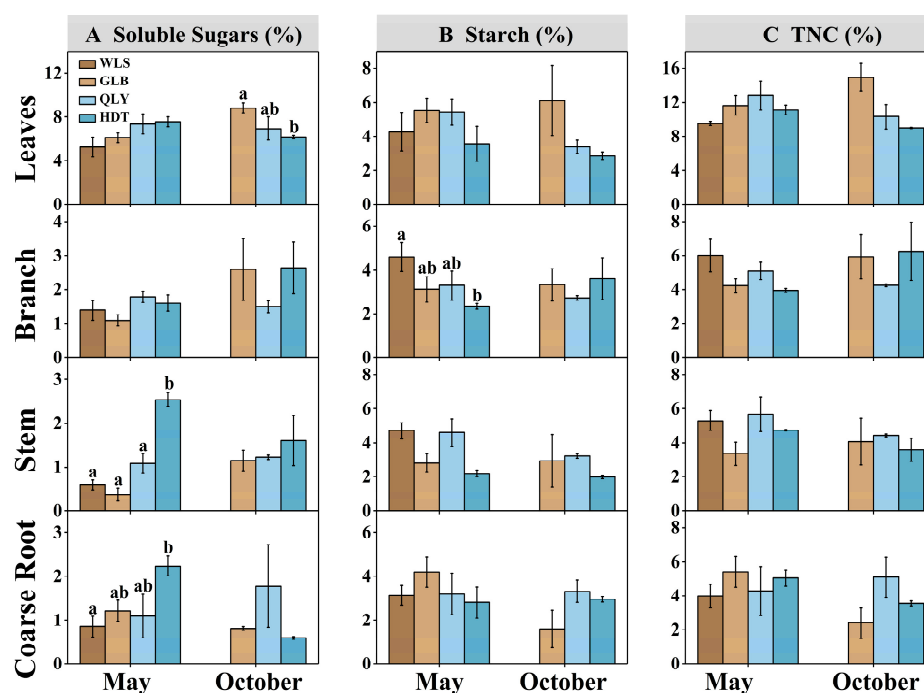 A Soluble Sugars (%)
B Starch (%)
C TNC (%)
Leaves
12
8
4
0
WLS
GLB
QLY
HDT
a
ab
b
8
6
4
2
0
16
12
8
4
0
Branch
4
3
2
1
0
6
4
2
0
a
ab
ab
b
8
6
4
2
0
Stem
3
2
1
0
a
a
a
b
8
6
4
2
0
8
6
4
2
0
Coarse Root
3
2
1
0
a
ab
ab
b
8
6
4
2
0
8
6
4
2
0
May October
May October
May October